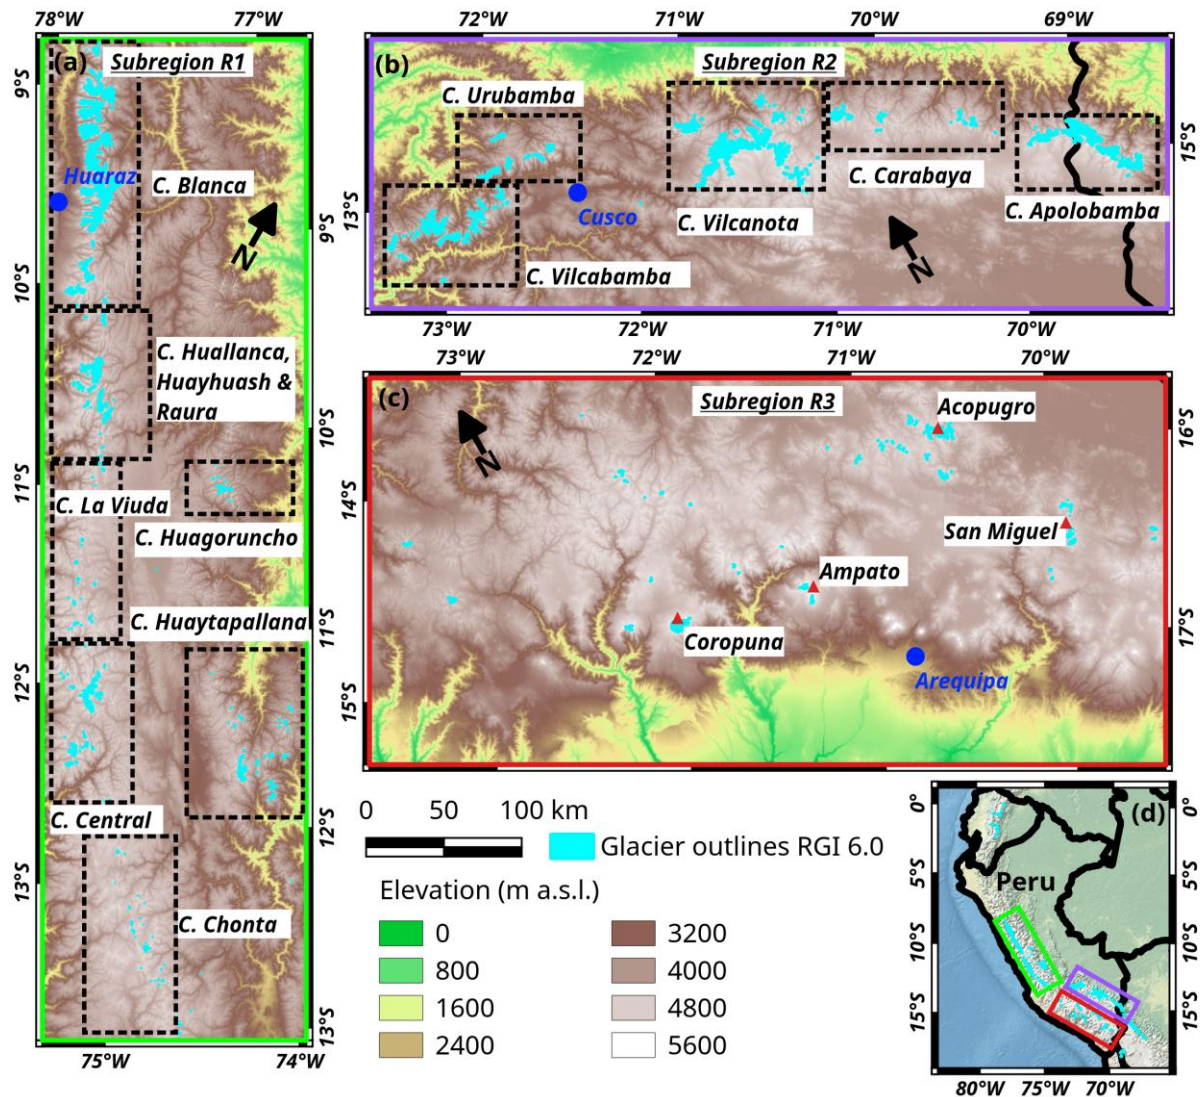 78°W
77°W
(a)
Subregion R1
9°S
Huaraz
C. Blanca
N
9°S
10°S
C. Huallanca,
Huayhuash &
Raura
10°S
11°S
C. La Viuda
C. Huagoruncho
C. Huaytapallana
11°S
12°S
C. Central
12°S
13°S
C. Chonta
13°S
75°W
74°W
72°W
71°W
70°W
69°W
(b)
Subregion R2
C. Urubamba
15°S
13°S
Cusco
C. Vilcanota
C. Carabaya
C. Apolobamba
C. Vilcabamba
N
73°W
72°W
71°W
70°W
73°W
72°W
71°W
70°W
(c)
Subregion R3
Acopugro
16°S
N
14°S
San Miguel
Ampato
Coropuna
17°S
Arequipa
15°S
0
50
100 km
Glacier outlines RGI 6.0
Elevation (m a.s.l.)
0
800
1600
2400
3200
4000
4800
5600
(d)
0°
0°
Peru
5°S
5°S
10°S
10°S
15°S
15°S
80°W
75°W
70°W